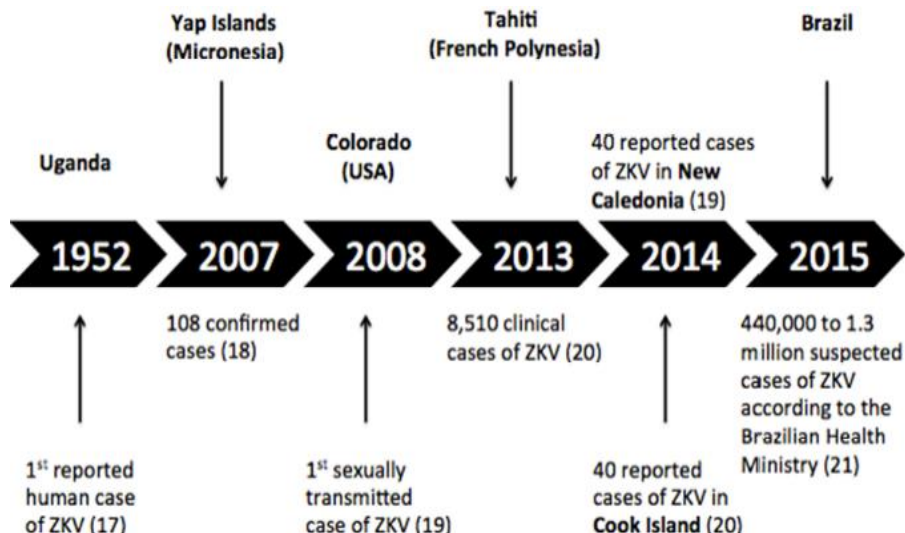 Yap Islands
(Micronesia)
Tahiti
(French Polynesia)
Brazil
Uganda
Colorado
(USA)
40 reported cases
of ZKV in New
Caledonia (19)
1952
2007
2008
2013
2014
2015
108 confirmed
cases (18)
8,510 clinical
cases of ZKV (20)
440,000 to 1.3
million suspected
cases of ZKV
according to the
Brazilian Health
Ministry (21)
1st reported
human case
of ZKV (17)
1st sexually
transmitted
case of ZKV (19)
40 reported
cases of ZKV in
Cook Island (20)